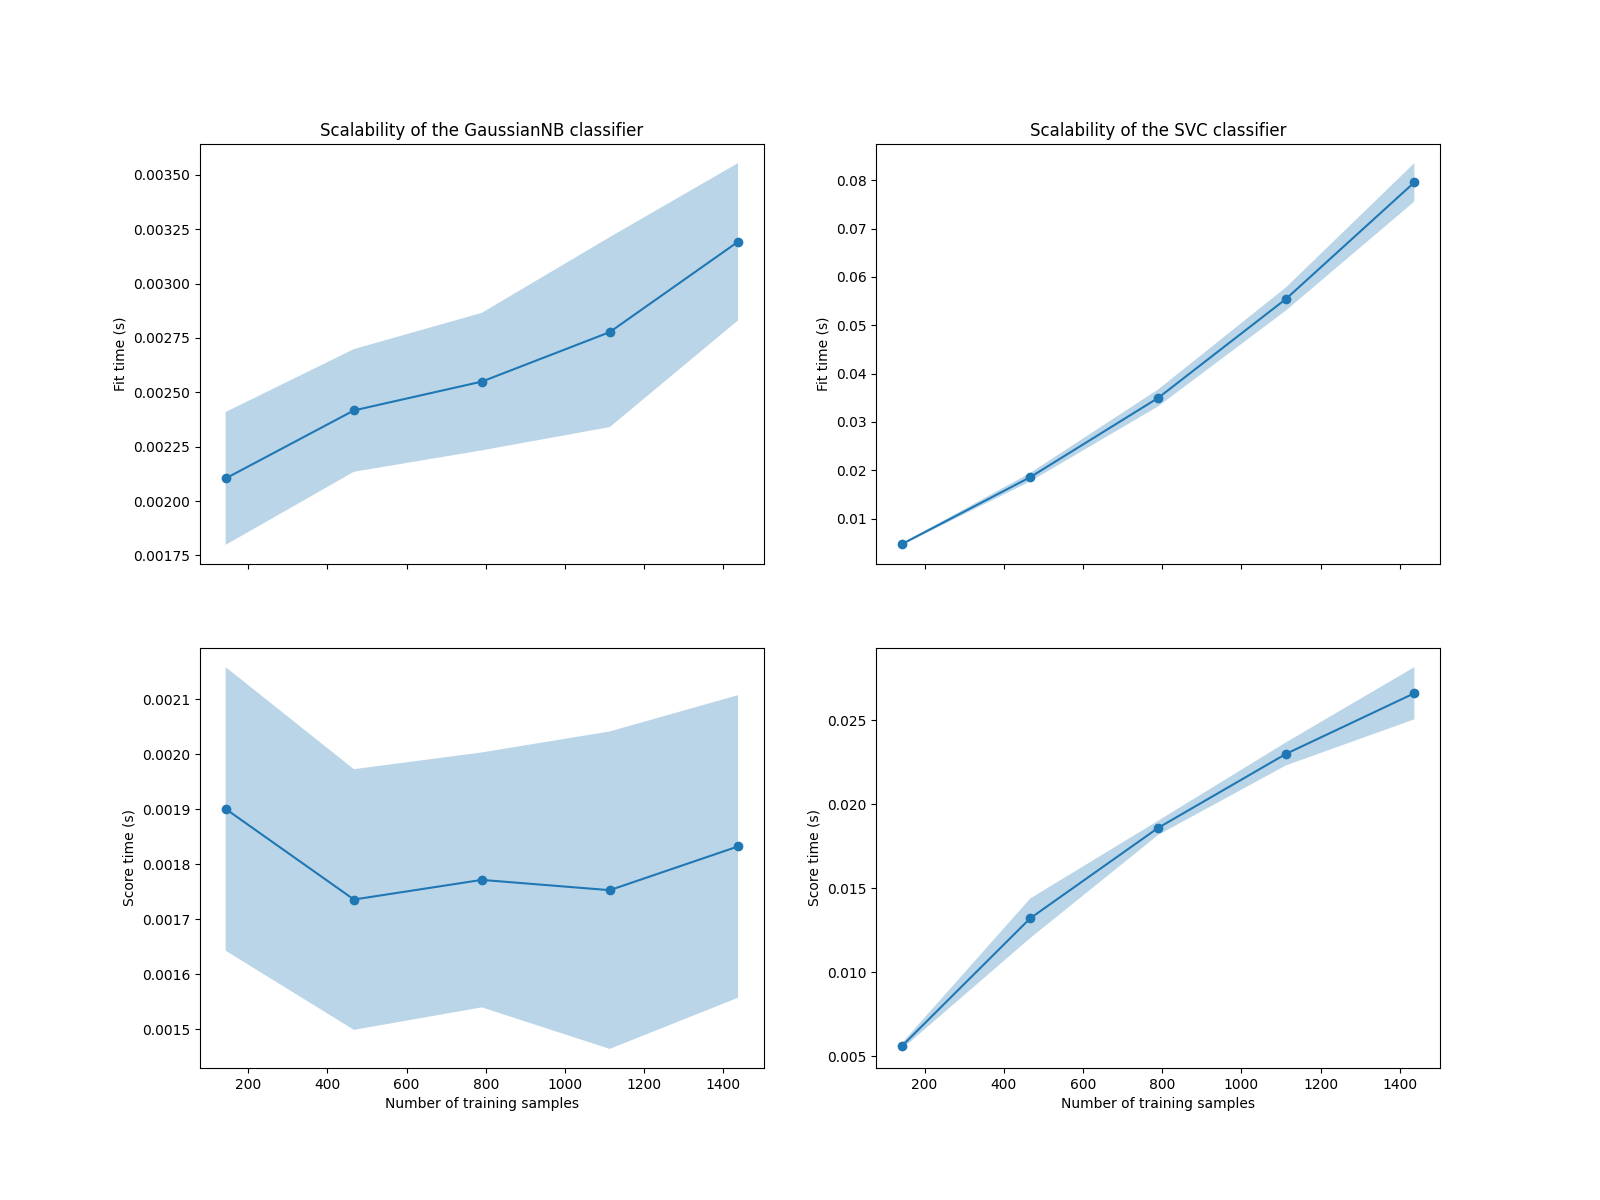 Scalability of the GaussianNB classifier
Fit time (s)
0.00350
0.00325
0.00300
0.00275
0.00250
0.00225
0.00200
0.00175
Scalability of the SVC classifier
Fit time (s)
0.08
0.07
0.06
0.05
0.04
0.03
0.02
0.01
Score time (s)
0.0021
0.0020
0.0019
0.0018
0.0017
0.0016
0.0015
200 400 600 800 1000 1200 1400
Number of training samples
Score time (s)
0.025
0.020
0.015
0.010
0.005
200 400 600 800 1000 1200 1400
Number of training samples